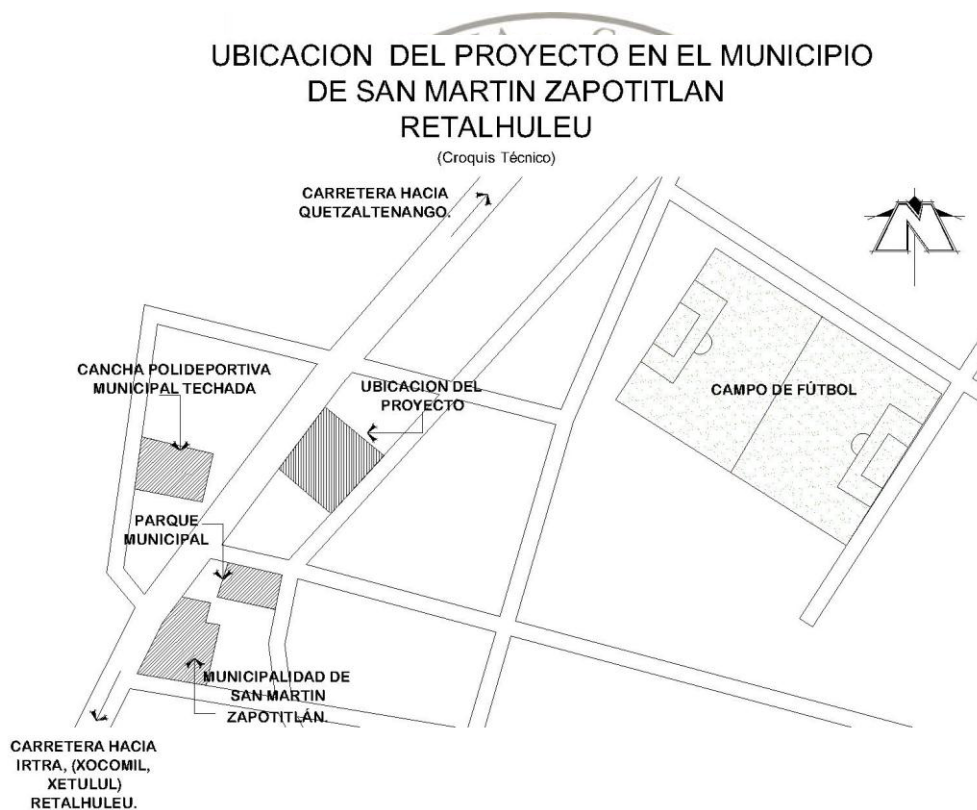 UBICACION DEL PROYECTO EN EL MUNICIPIO
DE SAN MARTIN ZAPOTITLAN
RETALHULEU
(Croquis Técnico)
CARRETERA HACIA
QUETZALTENANGO.
N
CANCHA POLIDEPORTIVA
MUNICIPAL TECHADA
UBICACION DEL
PROYECTO
CAMPO DE FÚTBOL
PARQUE
MUNICIPAL
MUNICIPALIDAD DE
SAN MARTIN
ZAPOTITLÁN.
CARRETERA HACIA
IRTRA, (XOCOMIL,
XETULUL)
RETALHULEU.